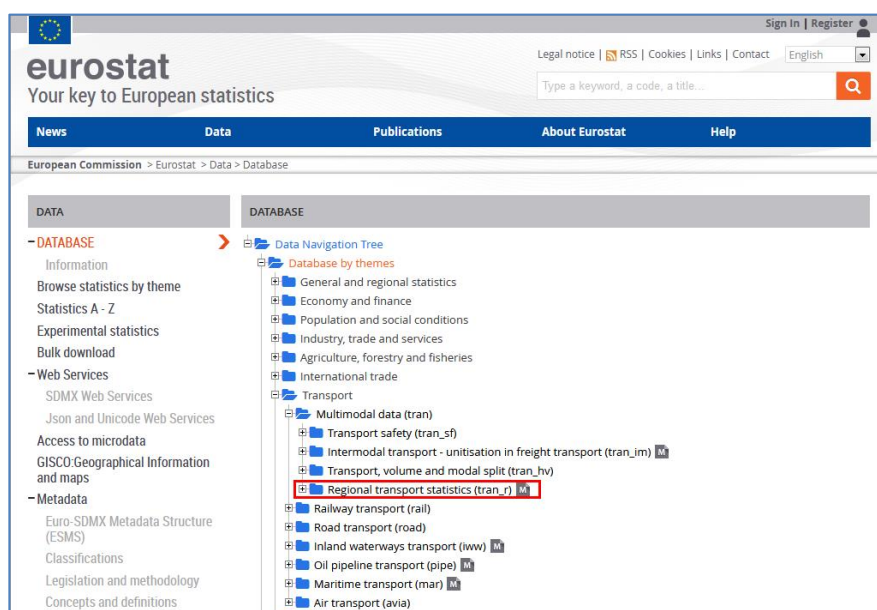 Sign In | Register
Legal notice | RSS | Cookies | Links | Contact English
eurostat
Your key to European statistics
Type a keyword, a code, a title...
News Data Publications About Eurostat Help
European Commission > Eurostat > Data > Database
DATA
DATABASE
Information
Browse statistics by theme
Statistics A - Z
Experimental statistics
Bulk download
Web Services
SDMX Web Services
Json and Unicode Web Services
Access to microdata
GISCO:Geographical Information
and maps
Metadata
Euro-SDMX Metadata Structure
(ESMS)
Classifications
Legislation and methodology
Concepts and definitions
DATABASE
Data Navigation Tree
Database by themes
General and regional statistics
Economy and finance
Population and social conditions
Industry, trade and services
Agriculture, forestry and fisheries
International trade
Transport
Multimodal data (tran)
Transport safety (tran_sf)
Intermodal transport - unitisation in freight transport (tran_im) M
Transport, volume and modal split (tran_hv)
Regional transport statistics (tran_r) M
Railway transport (rail)
Road transport (road)
Inland waterways transport (iww) M
Oil pipeline transport (pipe) M
Maritime transport (mar) M
Air transport (avia)